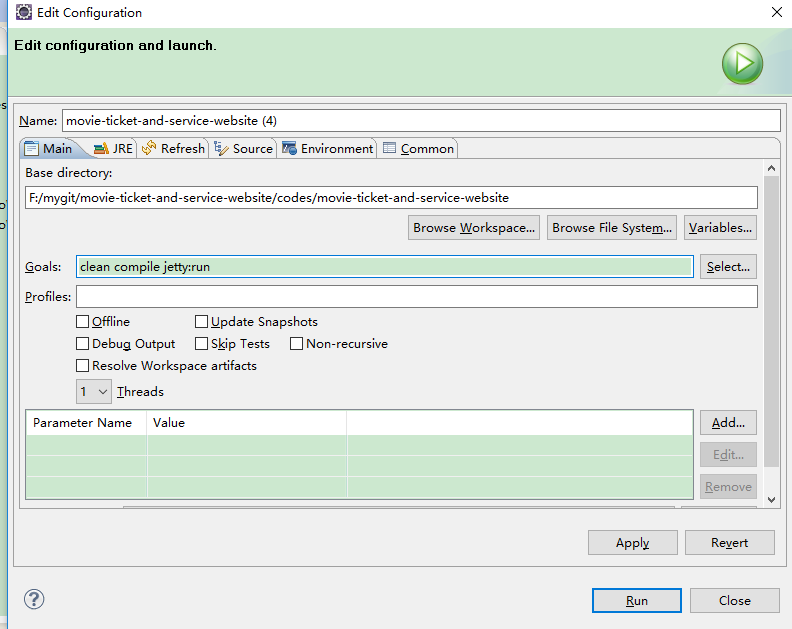 Edit Configuration
Edit configuration and launch.
Name: movie-ticket-and-service-website (4)
Main JRE Refresh Source Environment Common
Base directory:
F:/mygit/movie-ticket-and-service-website/codes/movie-ticket-and-service-website
Browse Workspace... Browse File System... Variables...
Goals: clean compile jetty:run Select...
Profiles:
Offline Update Snapshots
Debug Output Skip Tests Non-recursive
Resolve Workspace artifacts
1 Threads
Parameter Name Value Add...
Edit...
Remove
Apply Revert
? Run Close